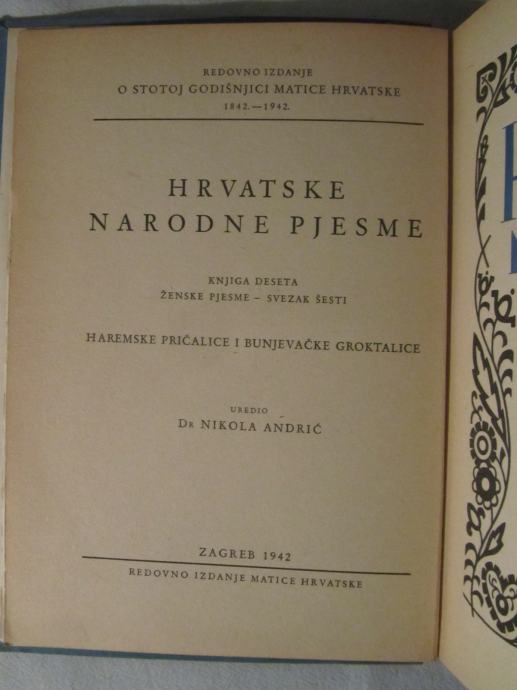 REDOVNO IZDANJE
O STOTOJ GODIŠNJICI MATICE HRVATSKE
1842.—1942.
HRVATSKE
NARODNE PJESME
KNJIGA DESETA
ŽENSKE PJESME – SVEZAK ŠESTI
HAREMSKE PRIČALICE I BUNJEVAČKE GROKTALICE
UREDIO
DR NIKOLA ANDRIĆ
ZAGREB 1942
REDOVNO IZDANJE MATICE HRVATSKE